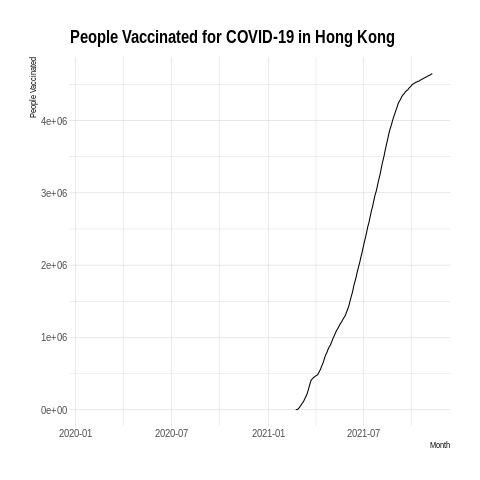 People Vaccinated for COVID-19 in Hong Kong
People Vaccinated
4e+06
3e+06
2e+06
1e+06
0e+00
2020-01 2020-07 2021-01 2021-07
Month